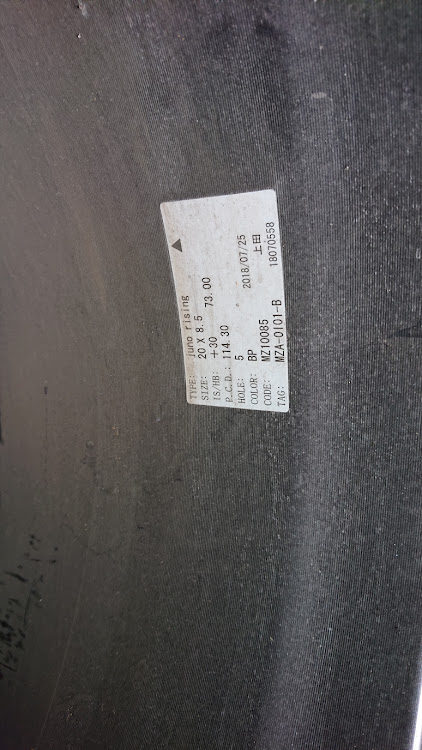 TYPE: juno rising
SIZE: 20 X 8.5
IS/HB: +30 73.00
P.C.D.: 114.30
HOLE: 5
COLOR: BP 2018/07/25
CODE: MZ10085 上田
TAG: MZA-0101-B 18070558